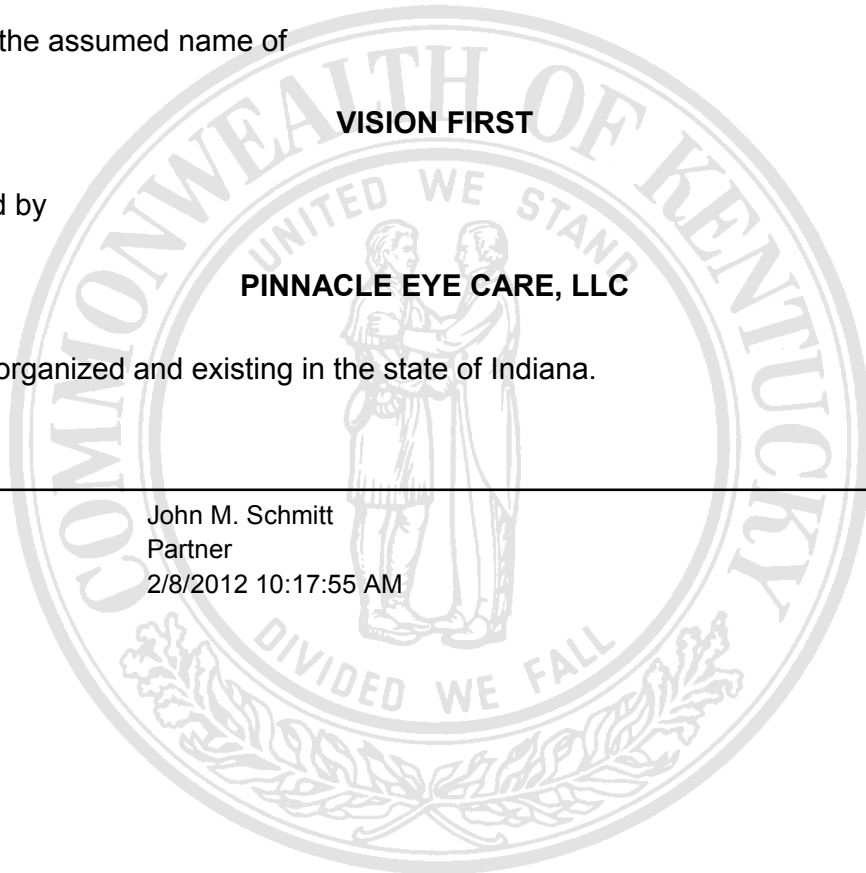 the assumed name of
VISION FIRST
d by
PINNACLE EYE CARE, LLC
organized and existing in the state of Indiana.
John M. Schmitt
Partner
2/8/2012 10:17:55 AM
COMMONWEALTH OF KENTUCKY
UNITED WE STAND
DIVIDED WE FALL